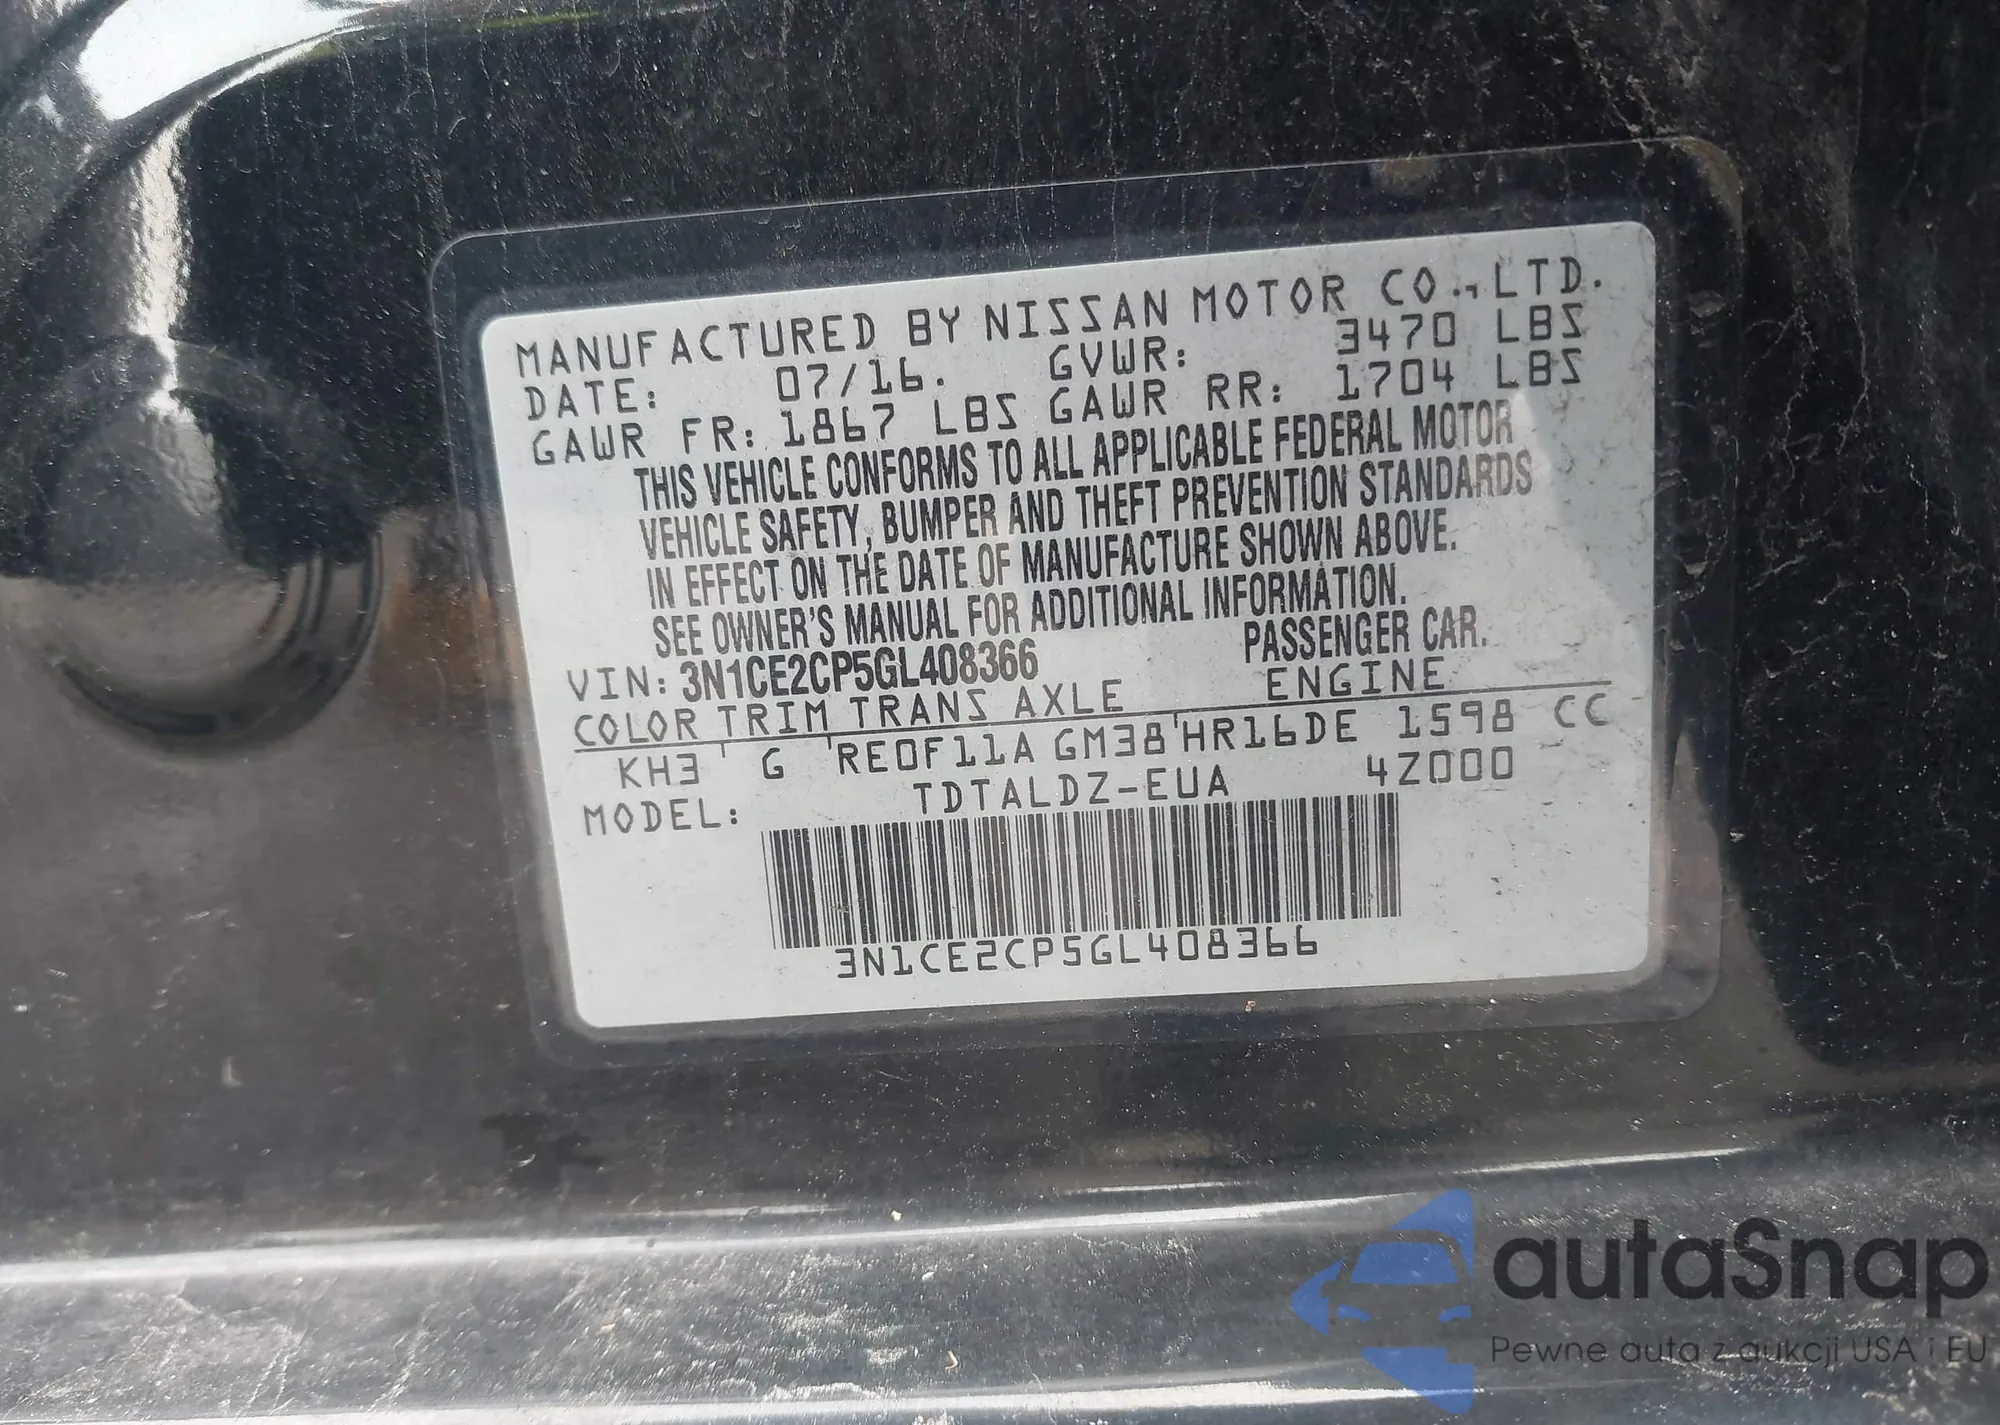 MANUFACTURED BY NISSAN MOTOR CO., LTD.
DATE: 07/16. GVWR: 3470 LBS
GAWR FR: 1867 LBS GAWR RR: 1704 LBS
THIS VEHICLE CONFORMS TO ALL APPLICABLE FEDERAL MOTOR
VEHICLE SAFETY, BUMPER AND THEFT PREVENTION STANDARDS
IN EFFECT ON THE DATE OF MANUFACTURE SHOWN ABOVE.
SEE OWNER'S MANUAL FOR ADDITIONAL INFORMATION.
VIN: 3N1CE2CP5GL408366 PASSENGER CAR.
COLOR TRIM TRANS AXLE ENGINE
KH3 G RE0F11A GM38 HR16DE 1598 CC
MODEL: TDTALDZ-EUA 4Z000
3N1CE2CP5GL408366
autaSnap
Pewne auta z aukcji USA i EU